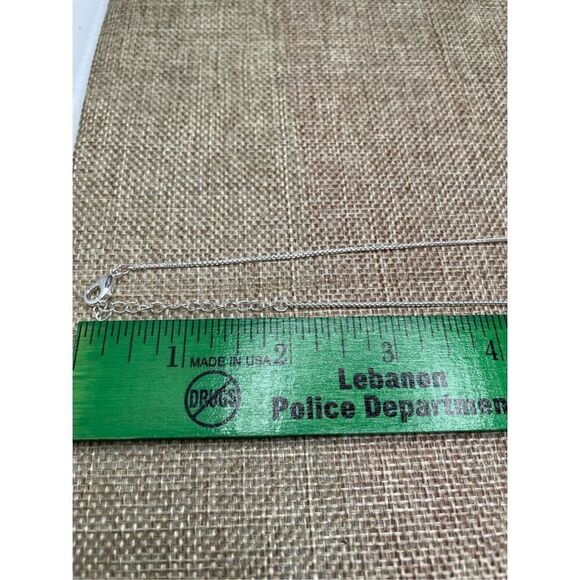 1 MADE IN USA 2 3 4
DRUGS Lebanon
Police Departmen